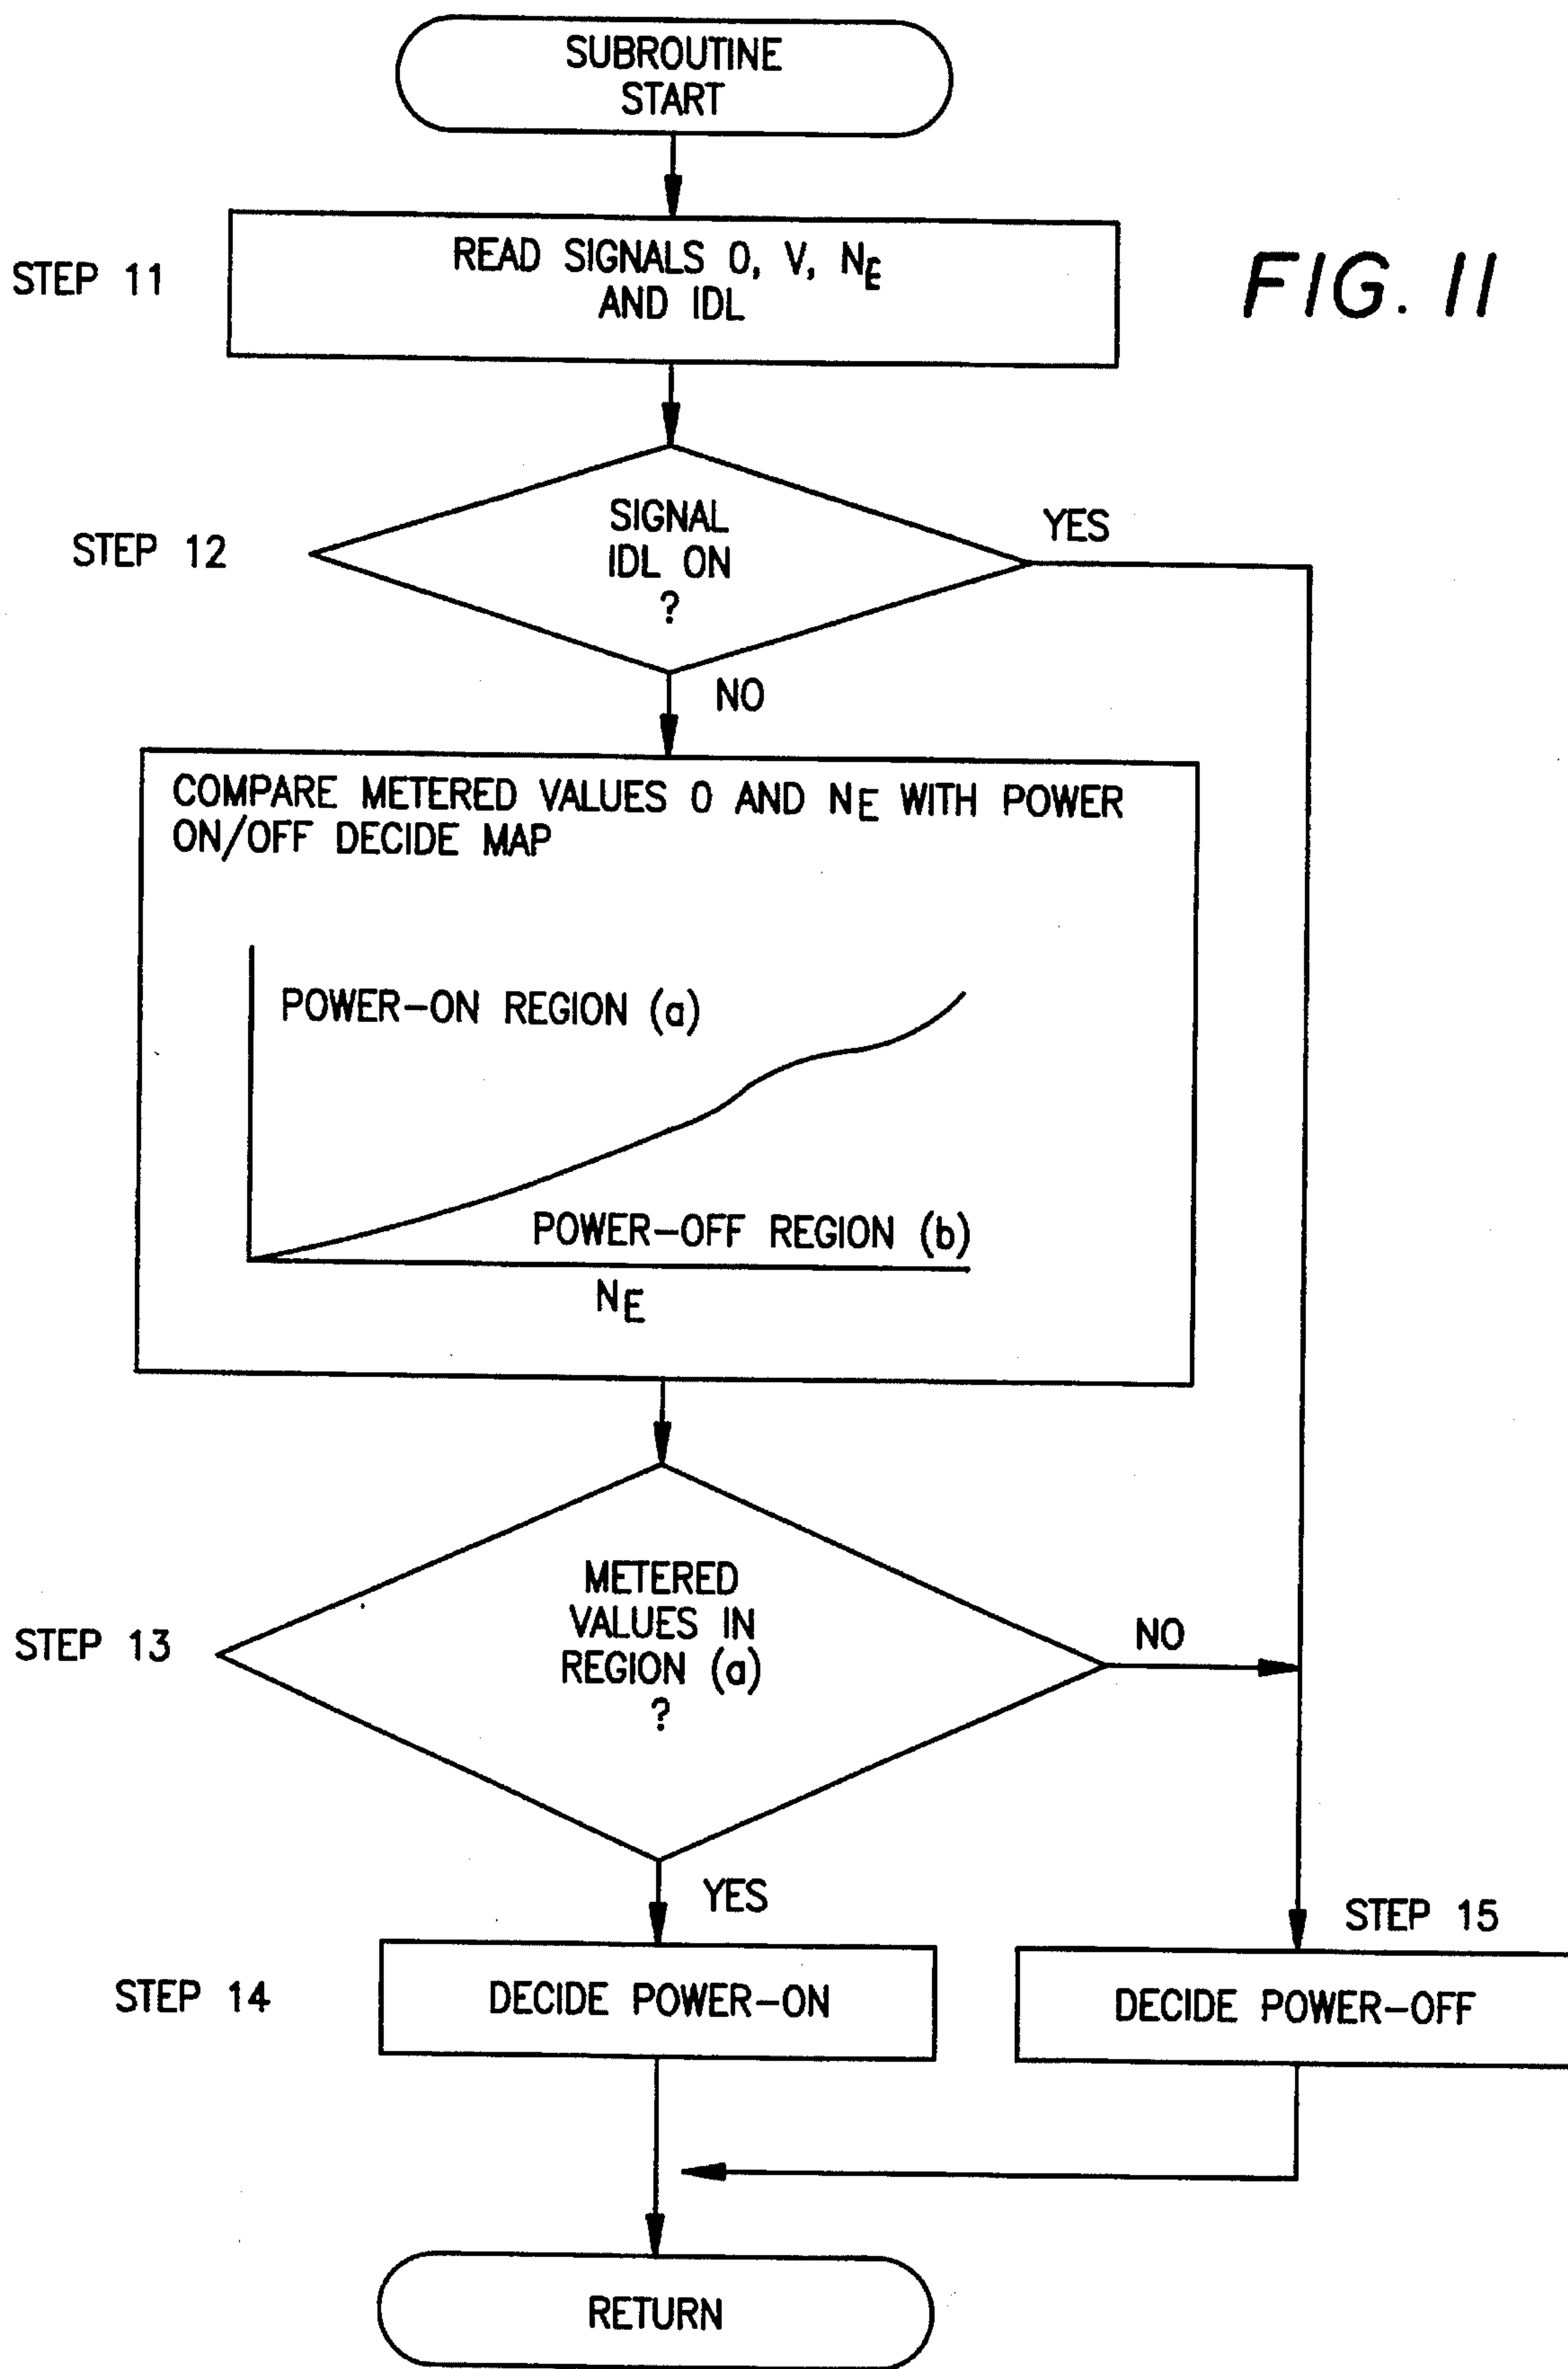 SUBROUTINE
START
STEP 11
READ SIGNALS 0, V, NE
AND IDL
FIG. 11
STEP 12
SIGNAL
IDL ON
?
YES
NO
COMPARE METERED VALUES 0 AND NE WITH POWER
ON/OFF DECIDE MAP
POWER-ON REGION (a)
POWER-OFF REGION (b)
NE
STEP 13
METERED
VALUES IN
REGION (a)
?
NO
YES
STEP 14
DECIDE POWER-ON
STEP 15
DECIDE POWER-OFF
RETURN